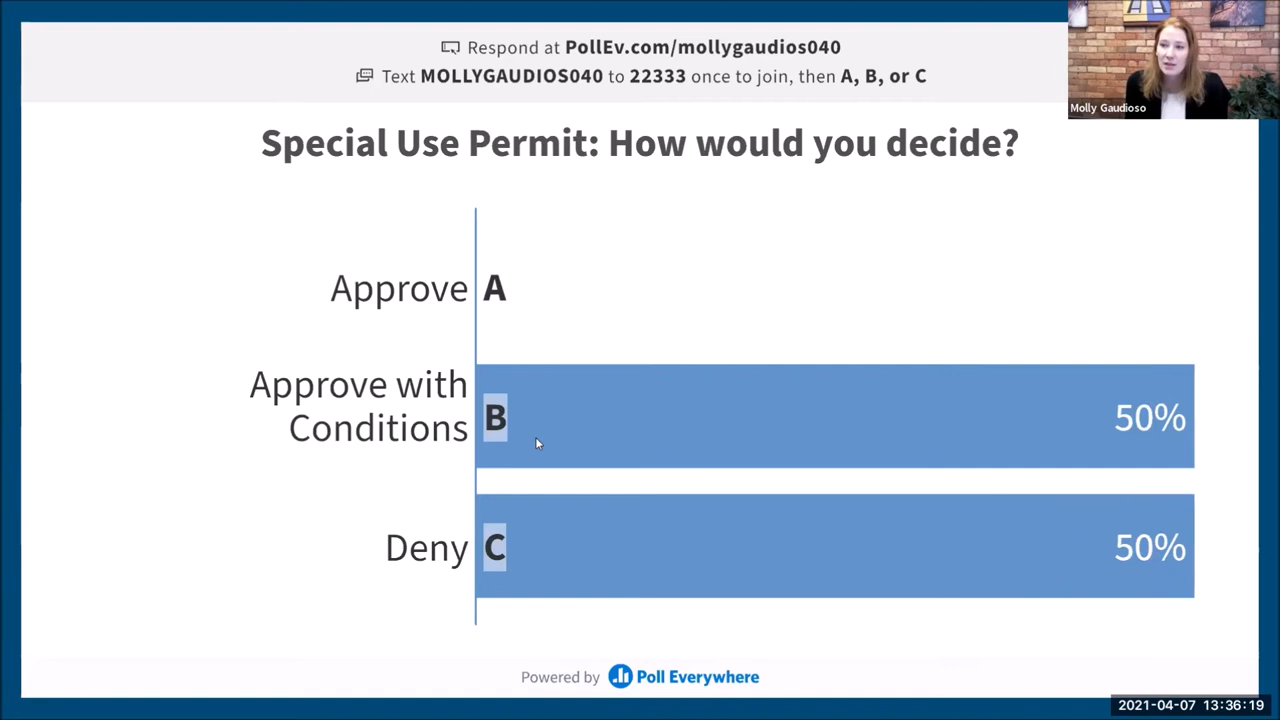 Respond at PollEv.com/mollygaudios040
Text MOLLYGAUDIOS040 to 22333 once to join, then A, B, or C
Molly Gaudioso
Special Use Permit: How would you decide?
Approve A
Approve with
Conditions
B
50%
Deny C 50%
Powered by Poll Everywhere
2021-04-07 13:36:19